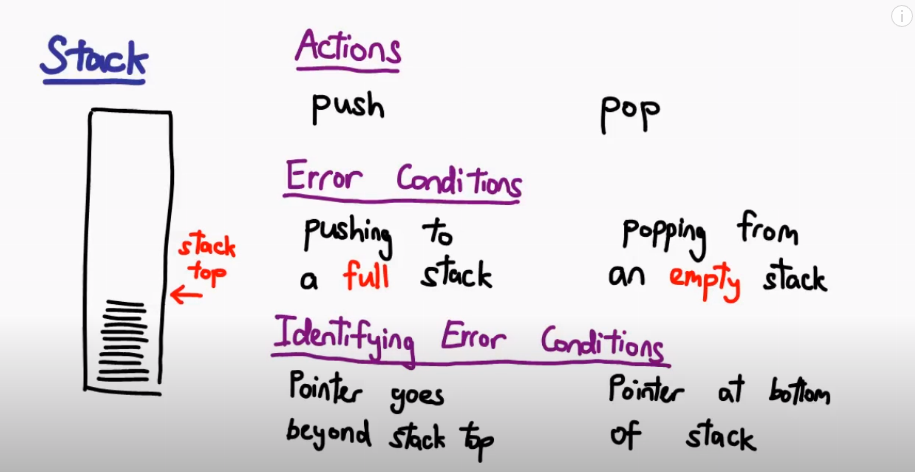 Stack
Actions
push
pop
Error Conditions
pushing to
a full stack
popping from
an empty stack
stack
top
Identifying Error Conditions
Pointer goes
beyond stack top
Pointer at bottom
of stack